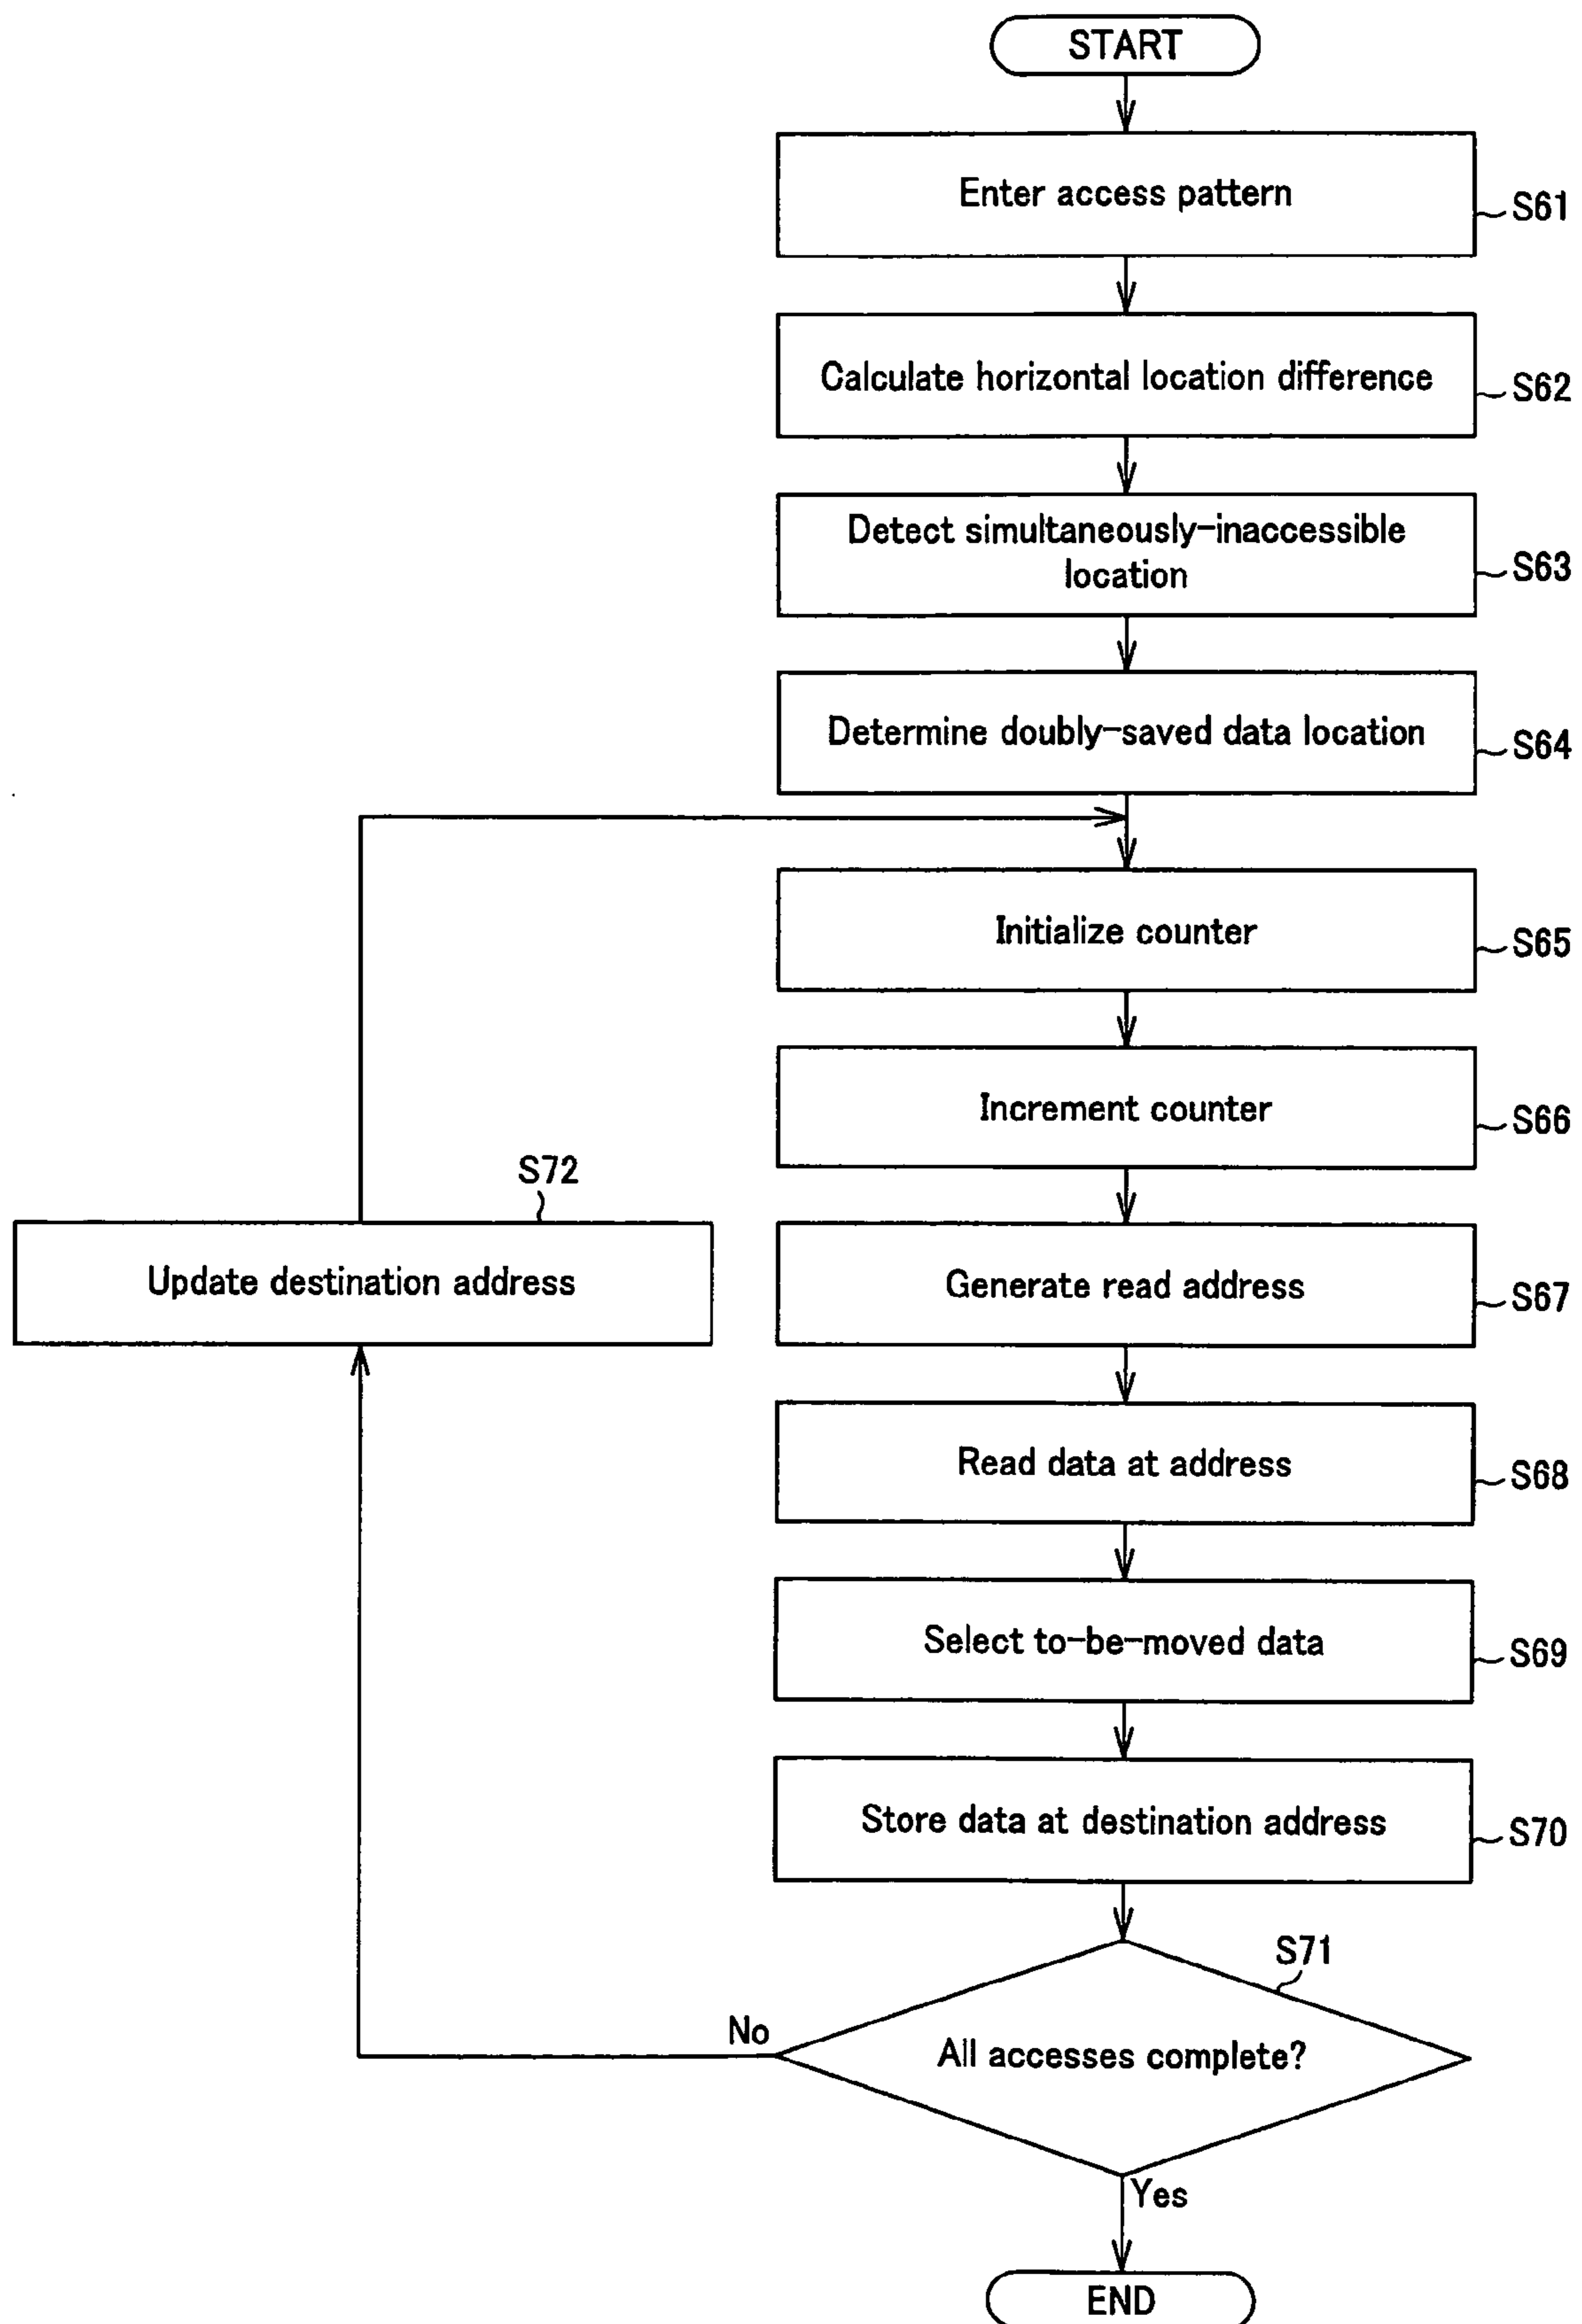 START
Enter access pattern
S61
Calculate horizontal location difference
S62
Detect simultaneously-inaccessible
location
S63
Determine doubly-saved data location
S64
Initialize counter
S65
Increment counter
S66
S72
Update destination address
Generate read address
S67
Read data at address
S68
Select to-be-moved data
S69
Store data at destination address
S70
S71
All accesses complete?
No
Yes
END